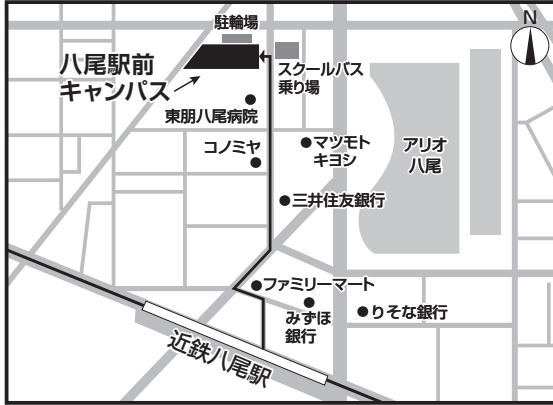 駐輪場
N
八尾駅前
キャンパス
スクールバス
乗り場
東朋八尾病院
コノミヤ
マツモト
キヨシ
アリオ
八尾
三井住友銀行
ファミリーマート
みずほ
銀行
りそな銀行
近鉄八尾駅